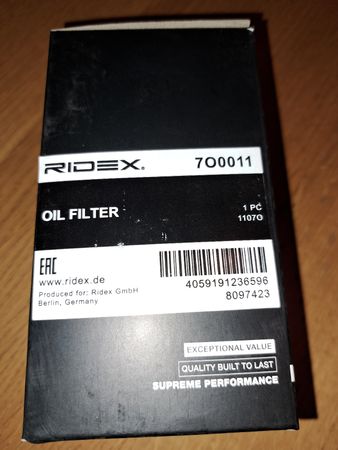 RIDEX® 7O0011
OIL FILTER
1 PC
1107G
EAC
www.ridex.de
Produced for: Ridex GmbH
Berlin, Germany
4059191236596
8097423
EXCEPTIONAL VALUE
QUALITY BUILT TO LAST
SUPREME PERFORMANCE